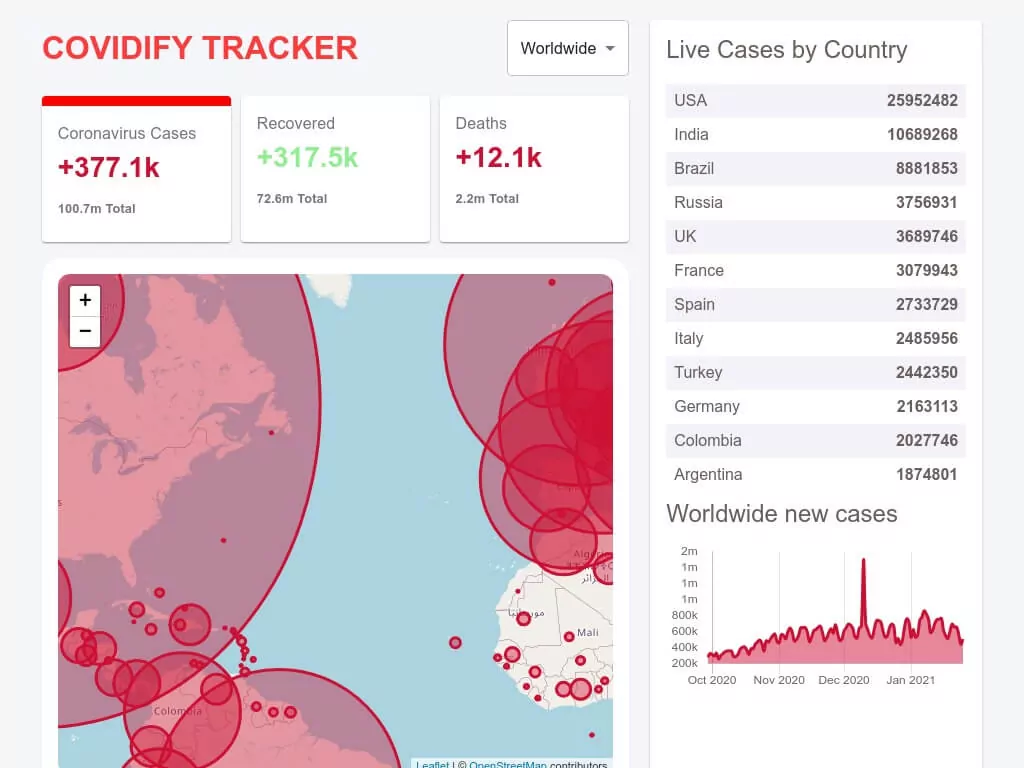 COVIDIFY TRACKER
Worldwide
Coronavirus Cases
+377.1k
100.7m Total
Recovered
+317.5k
72.6m Total
Deaths
+12.1k
2.2m Total
+
−
Colombia
Mali
موريتانيا
الجزائر
Leaflet | © OpenStreetMap contributors
Live Cases by Country
USA 25952482
India 10689268
Brazil 8881853
Russia 3756931
UK 3689746
France 3079943
Spain 2733729
Italy 2485956
Turkey 2442350
Germany 2163113
Colombia 2027746
Argentina 1874801
Worldwide new cases
2m
1m
1m
1m
800k
600k
400k
200k
Oct 2020 Nov 2020 Dec 2020 Jan 2021